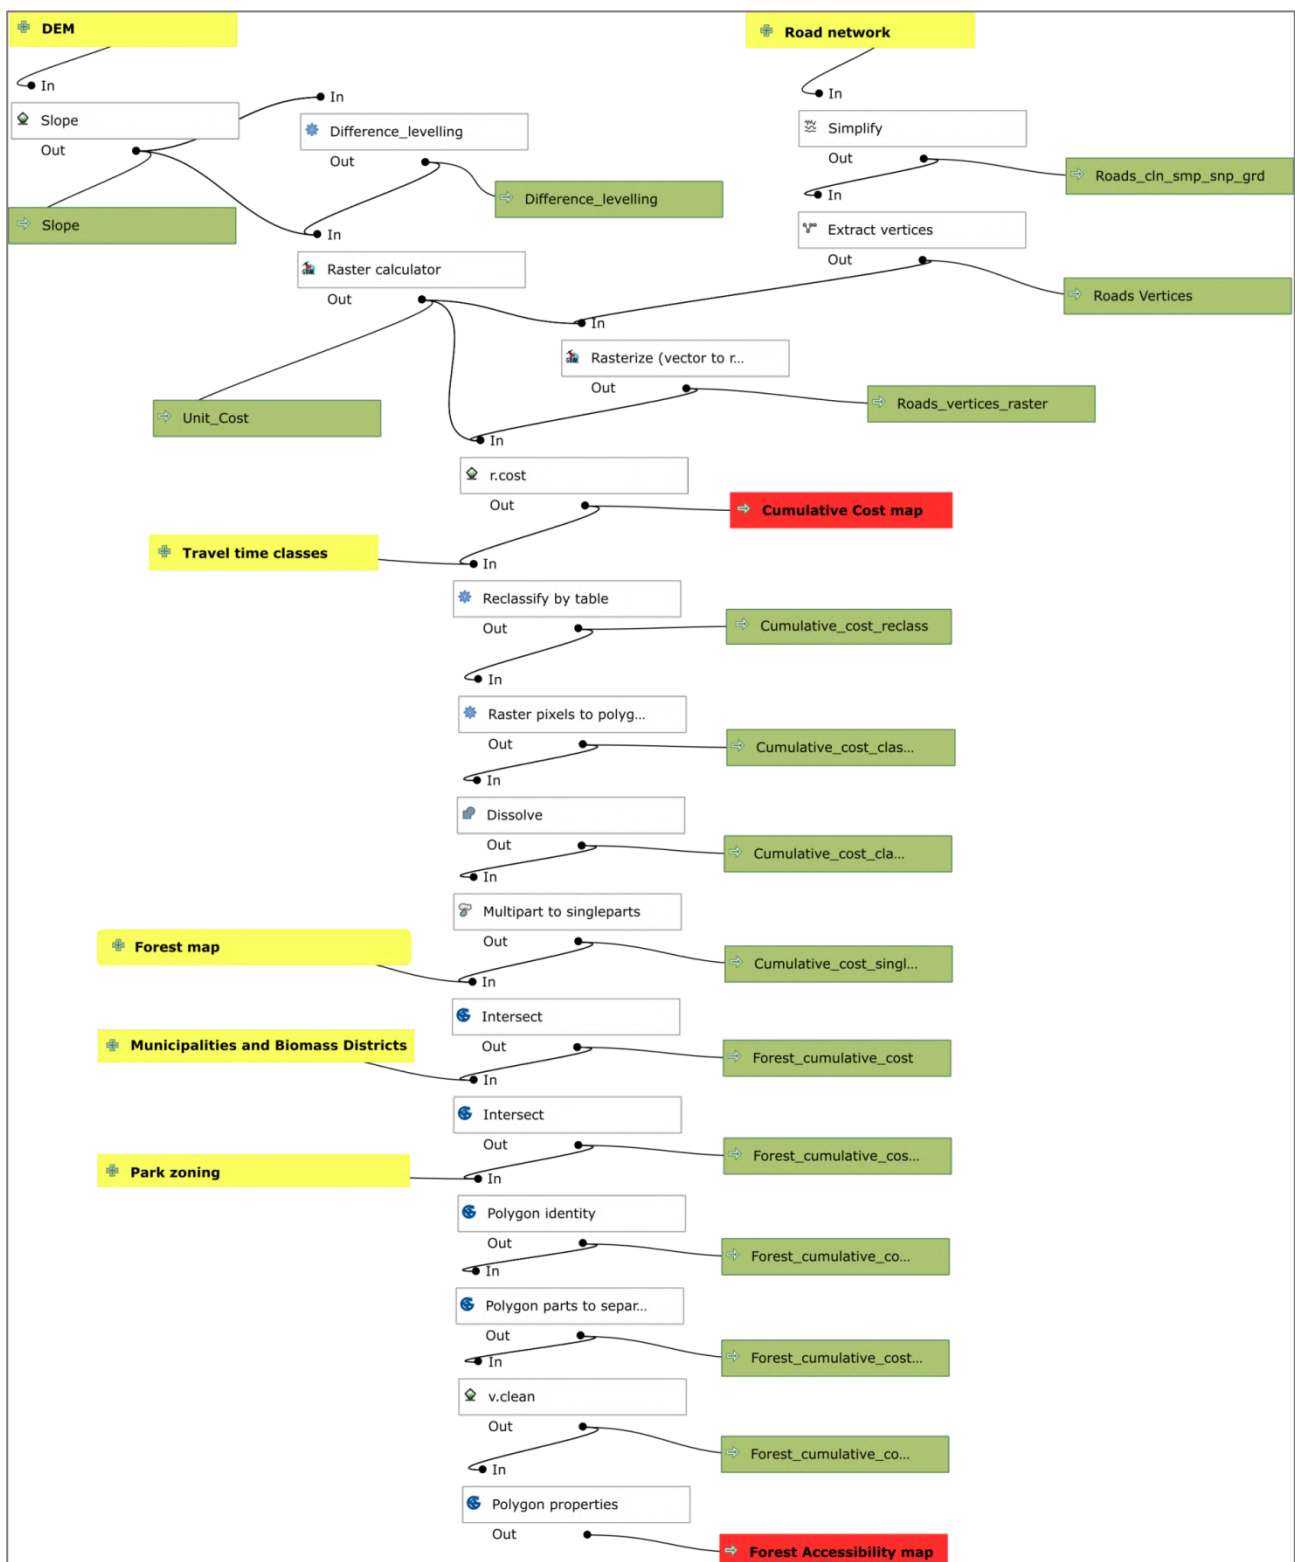 DEM
Road network
In
In
In
Slope
Difference_levelling
Simplify
Out
Out
Out
Roads_cln_smp_snp_grd
Difference_levelling
In
Slope
In
Extract vertices
Raster calculator
Out
Out
Roads Vertices
In
Rasterize (vector to r...
Out
Roads_vertices_raster
Unit_Cost
In
r.cost
Out
Cumulative Cost map
Travel time classes
In
Reclassify by table
Out
Cumulative_cost_reclass
In
Raster pixels to polyg...
Out
Cumulative_cost_clas...
In
Dissolve
Out
Cumulative_cost_cla...
In
Multipart to singleparts
Out
Forest map
Cumulative_cost_singl...
In
Intersect
Out
Municipalities and Biomass Districts
Forest_cumulative_cost
In
Intersect
Out
Forest_cumulative_cos...
Park zoning
In
Polygon identity
Out
Forest_cumulative_co...
In
Polygon parts to separ...
Out
Forest_cumulative_cost...
In
v.clean
Out
Forest_cumulative_co...
In
Polygon properties
Out
Forest Accessibility map